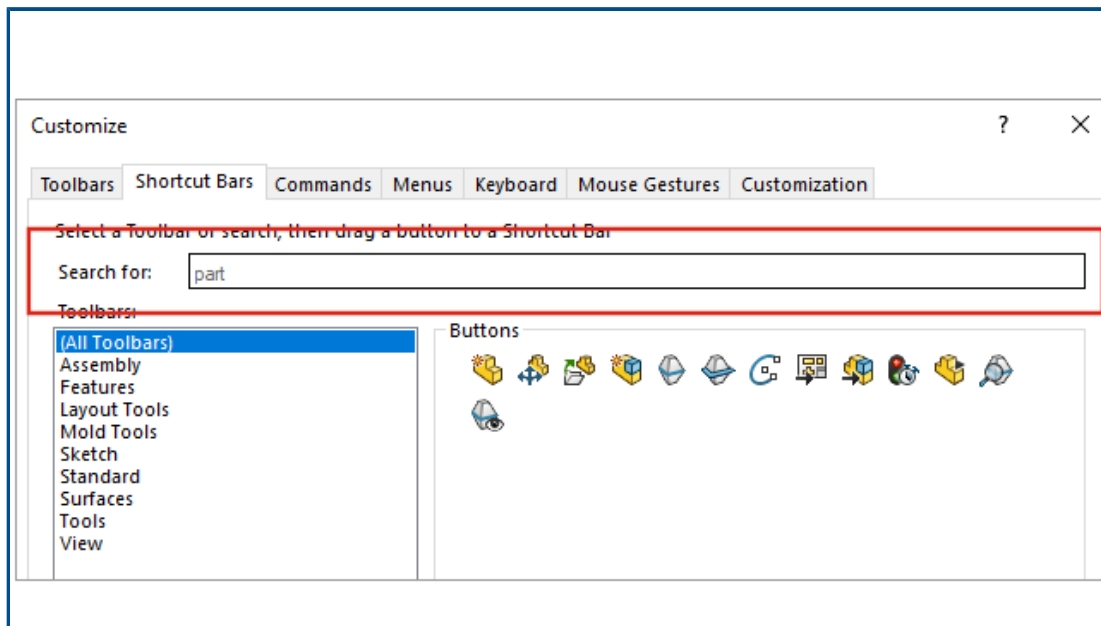 Customize
Toolbars Shortcut Bars Commands Menus Keyboard Mouse Gestures Customization
Select a Toolbar or search, then drag a button to a Shortcut Bar
Search for: part
Toolbars:
(All Toolbars)
Assembly
Features
Layout Tools
Mold Tools
Sketch
Standard
Surfaces
Tools
View
Buttons